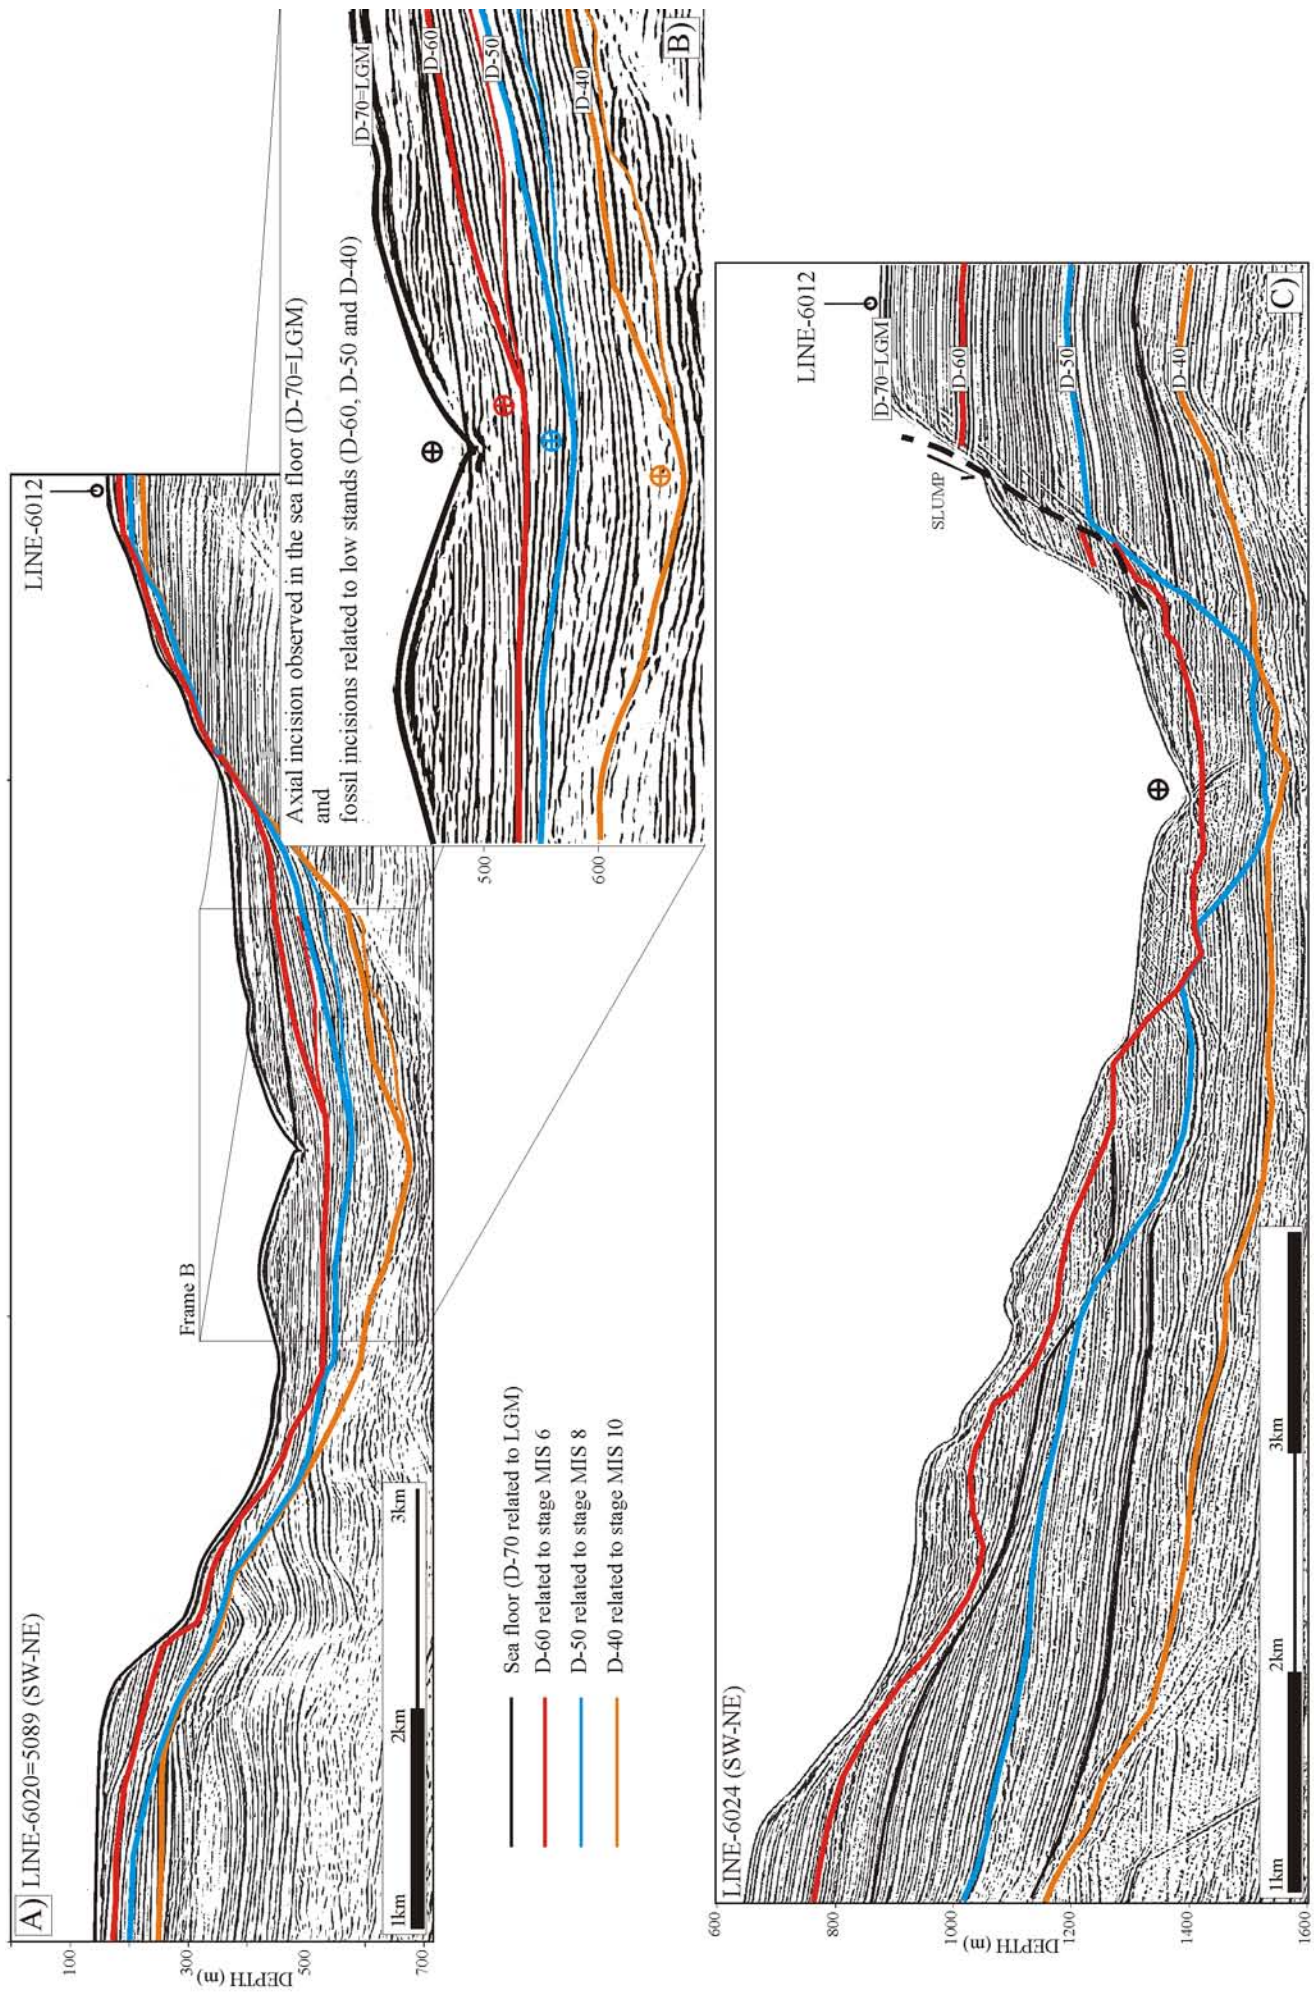 A) LINE-6020=5089 (SW-NE)
LINE-6012
DEPTH (m)
100
300
500
700
1km
2km
3km
Frame B
Axial incision observed in the sea floor (D-70=LGM)
and
fossil incisions related to low stands (D-60, D-50 and D-40)
D-70=LGM
D-60
D-50
D-40
B)
500
600
Sea floor (D-70 related to LGM)
D-60 related to stage MIS 6
D-50 related to stage MIS 8
D-40 related to stage MIS 10
LINE-6024 (SW-NE)
LINE-6012
D-70=LGM
D-60
D-50
D-40
SLUMP
C)
DEPTH (m)
600
800
1000
1200
1400
1600
1km
2km
3km